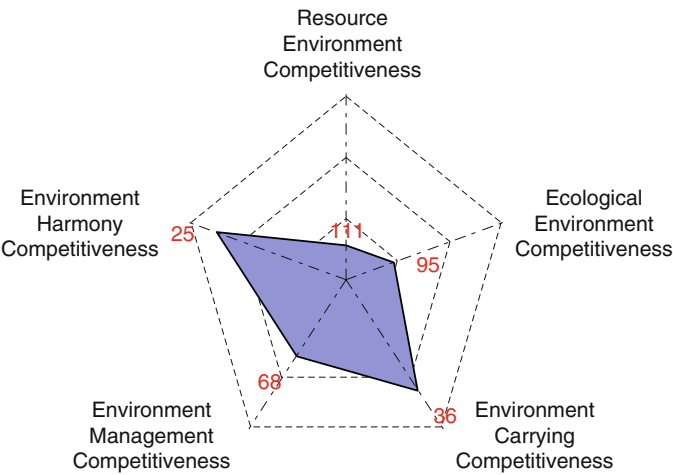 Resource
Environment
Competitiveness
Environment
Harmony
Competitiveness
25
111
Ecological
Environment
Competitiveness
95
68
36
Environment
Management
Competitiveness
Environment
Carrying
Competitiveness